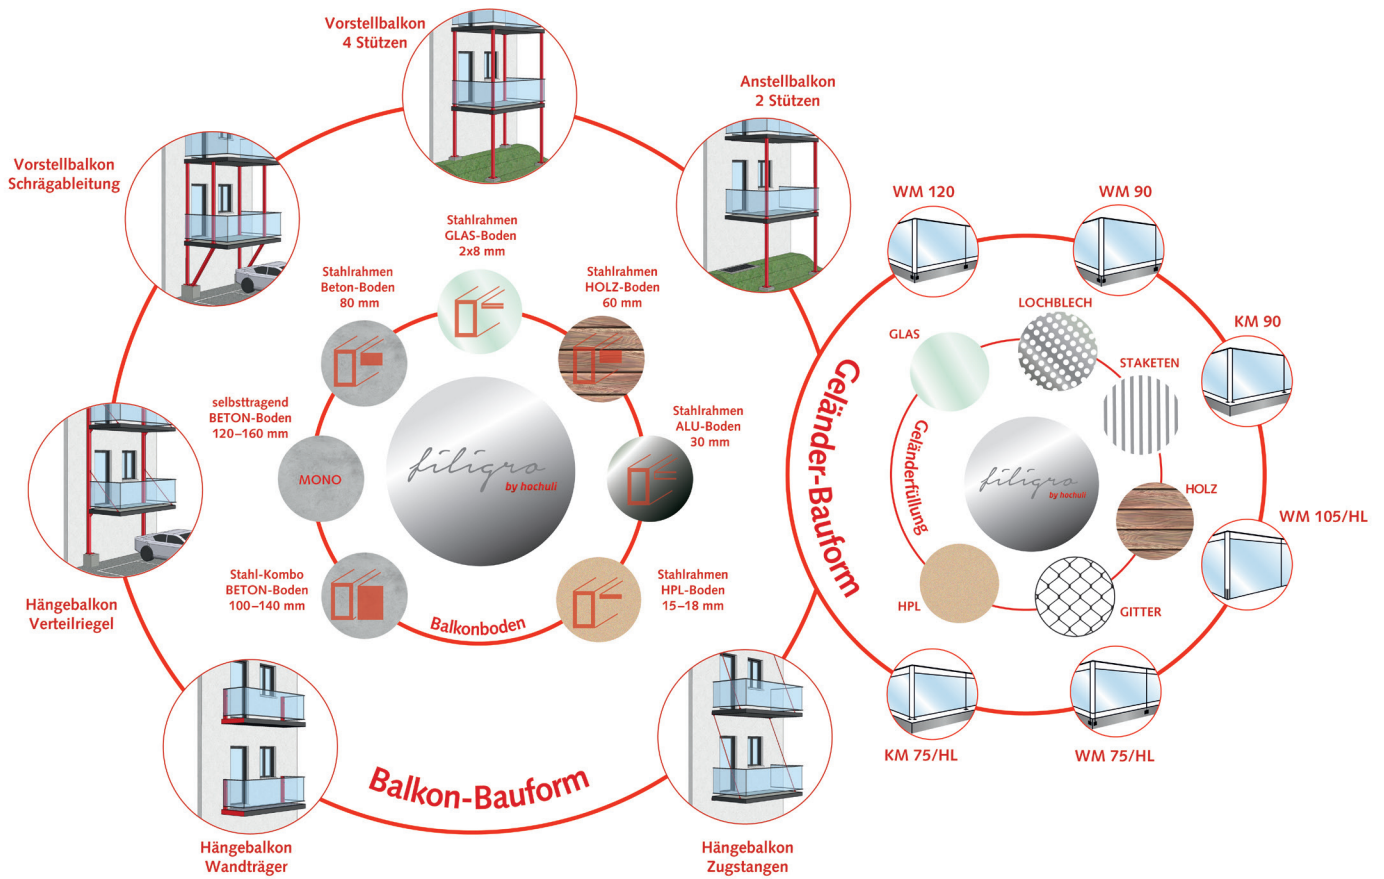 Vorstellbalkon
4 Stützen
Anstellbalkon
2 Stützen
Vorstellbalkon
Schrägableitung
Stahlrahmen
GLAS-Boden
2x8 mm
Stahlrahmen
Beton-Boden
80 mm
Stahlrahmen
HOLZ-Boden
60 mm
selbsttragend
BETON-Boden
120–160 mm
MONO
Stahlrahmen
ALU-Boden
30 mm
filigro
by hochuli
Stahl-Kombo
BETON-Boden
100–140 mm
Stahlrahmen
HPL-Boden
15–18 mm
Balkonboden
Hängebalkon
Verteilriegel
Hängebalkon
Wandträger
Balkon-Bauform
Hängebalkon
Zugstangen
Geländer-Bauform
WM 120
WM 90
KM 90
WM 105/HL
WM 75/HL
KM 75/HL
GLAS
LOCHBLECH
STAKETEN
HOLZ
GITTER
HPL
Geländerfüllung
filigro
by hochuli